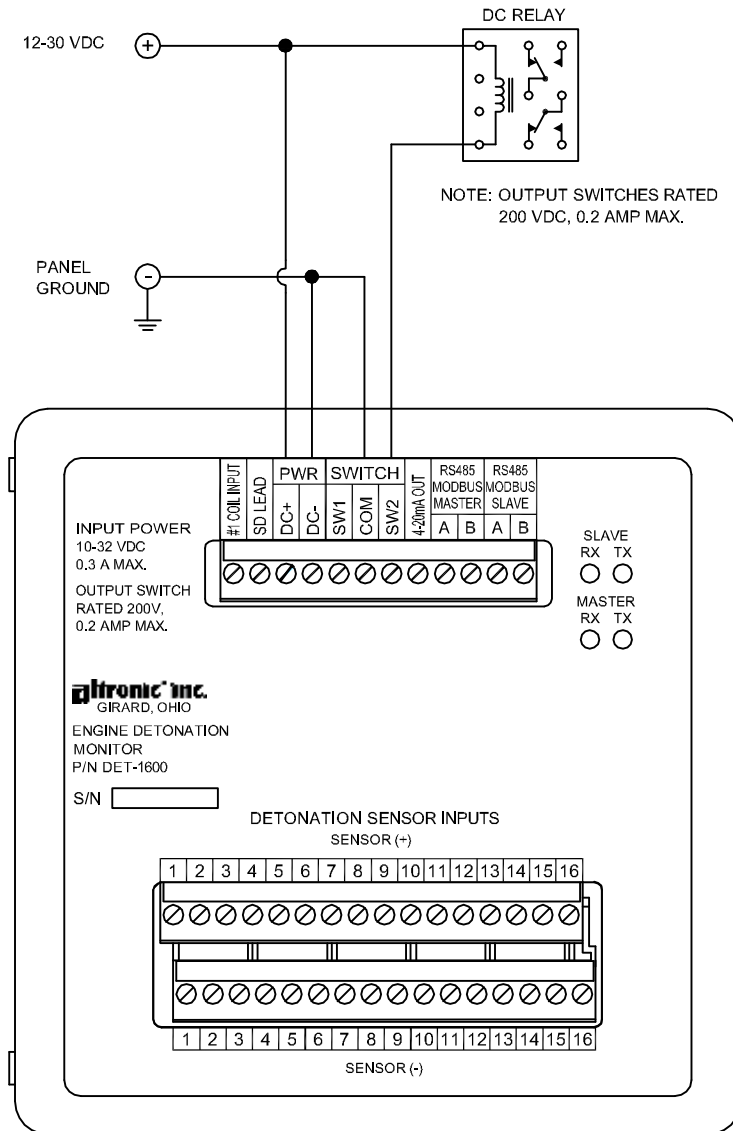 DC RELAY
12-30 VDC
+
NOTE: OUTPUT SWITCHES RATED
200 VDC, 0.2 AMP MAX.
PANEL
GROUND
-
#1 COIL INPUT
SD LEAD
PWR
DC+
DC-
SWITCH
SW1
COM
SW2
4-20mA OUT
RS485
MODBUS
MASTER
A B
RS485
MODBUS
SLAVE
A B
INPUT POWER
10-32 VDC
0.3 A MAX.
OUTPUT SWITCH
RATED 200V,
0.2 AMP MAX.
SLAVE
RX TX
MASTER
RX TX
altronic inc.
GIRARD, OHIO
ENGINE DETONATION
MONITOR
P/N DET-1600
S/N
DETONATION SENSOR INPUTS
SENSOR (+)
1 2 3 4 5 6 7 8 9 10 11 12 13 14 15 16
1 2 3 4 5 6 7 8 9 10 11 12 13 14 15 16
SENSOR (-)